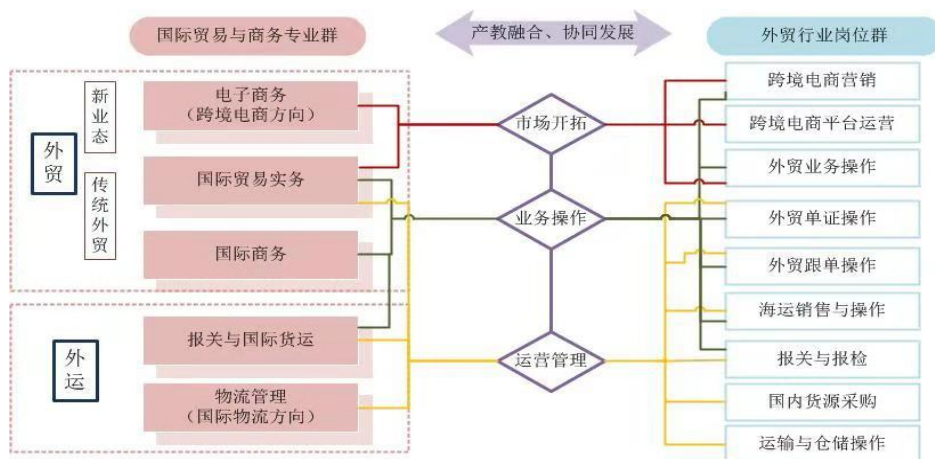 国际贸易与商务专业群
产教融合、协同发展
外贸行业岗位群
外贸
新业态
传统外贸
电子商务
（跨境电商方向）
国际贸易实务
国际商务
外运
报关与国际货运
物流管理
（国际物流方向）
市场开拓
业务操作
运营管理
跨境电商营销
跨境电商平台运营
外贸业务操作
外贸单证操作
外贸跟单操作
海运销售与操作
报关与报检
国内货源采购
运输与仓储操作